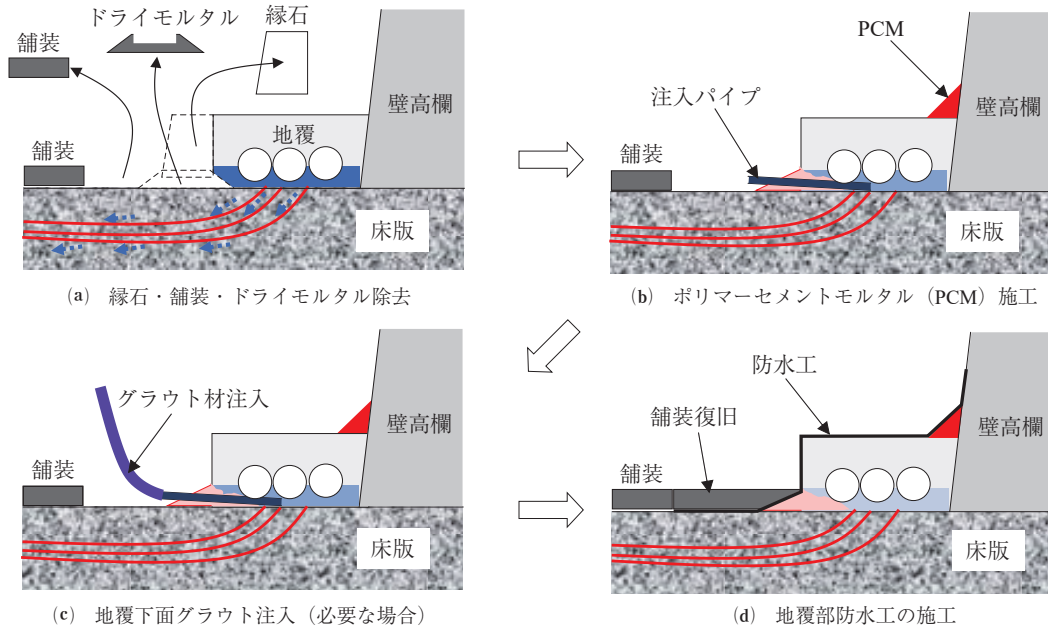 ドライモルタル
縁石
舗装
壁高欄
地覆
舗装
床版
(a) 縁石・舗装・ドライモルタル除去
PCM
注入パイプ
壁高欄
舗装
床版
(b) ポリマーセメントモルタル（PCM）施工
グラウト材注入
壁高欄
舗装
床版
(c) 地覆下面グラウト注入（必要な場合）
防水工
舗装復旧
壁高欄
舗装
床版
(d) 地覆部防水工の施工